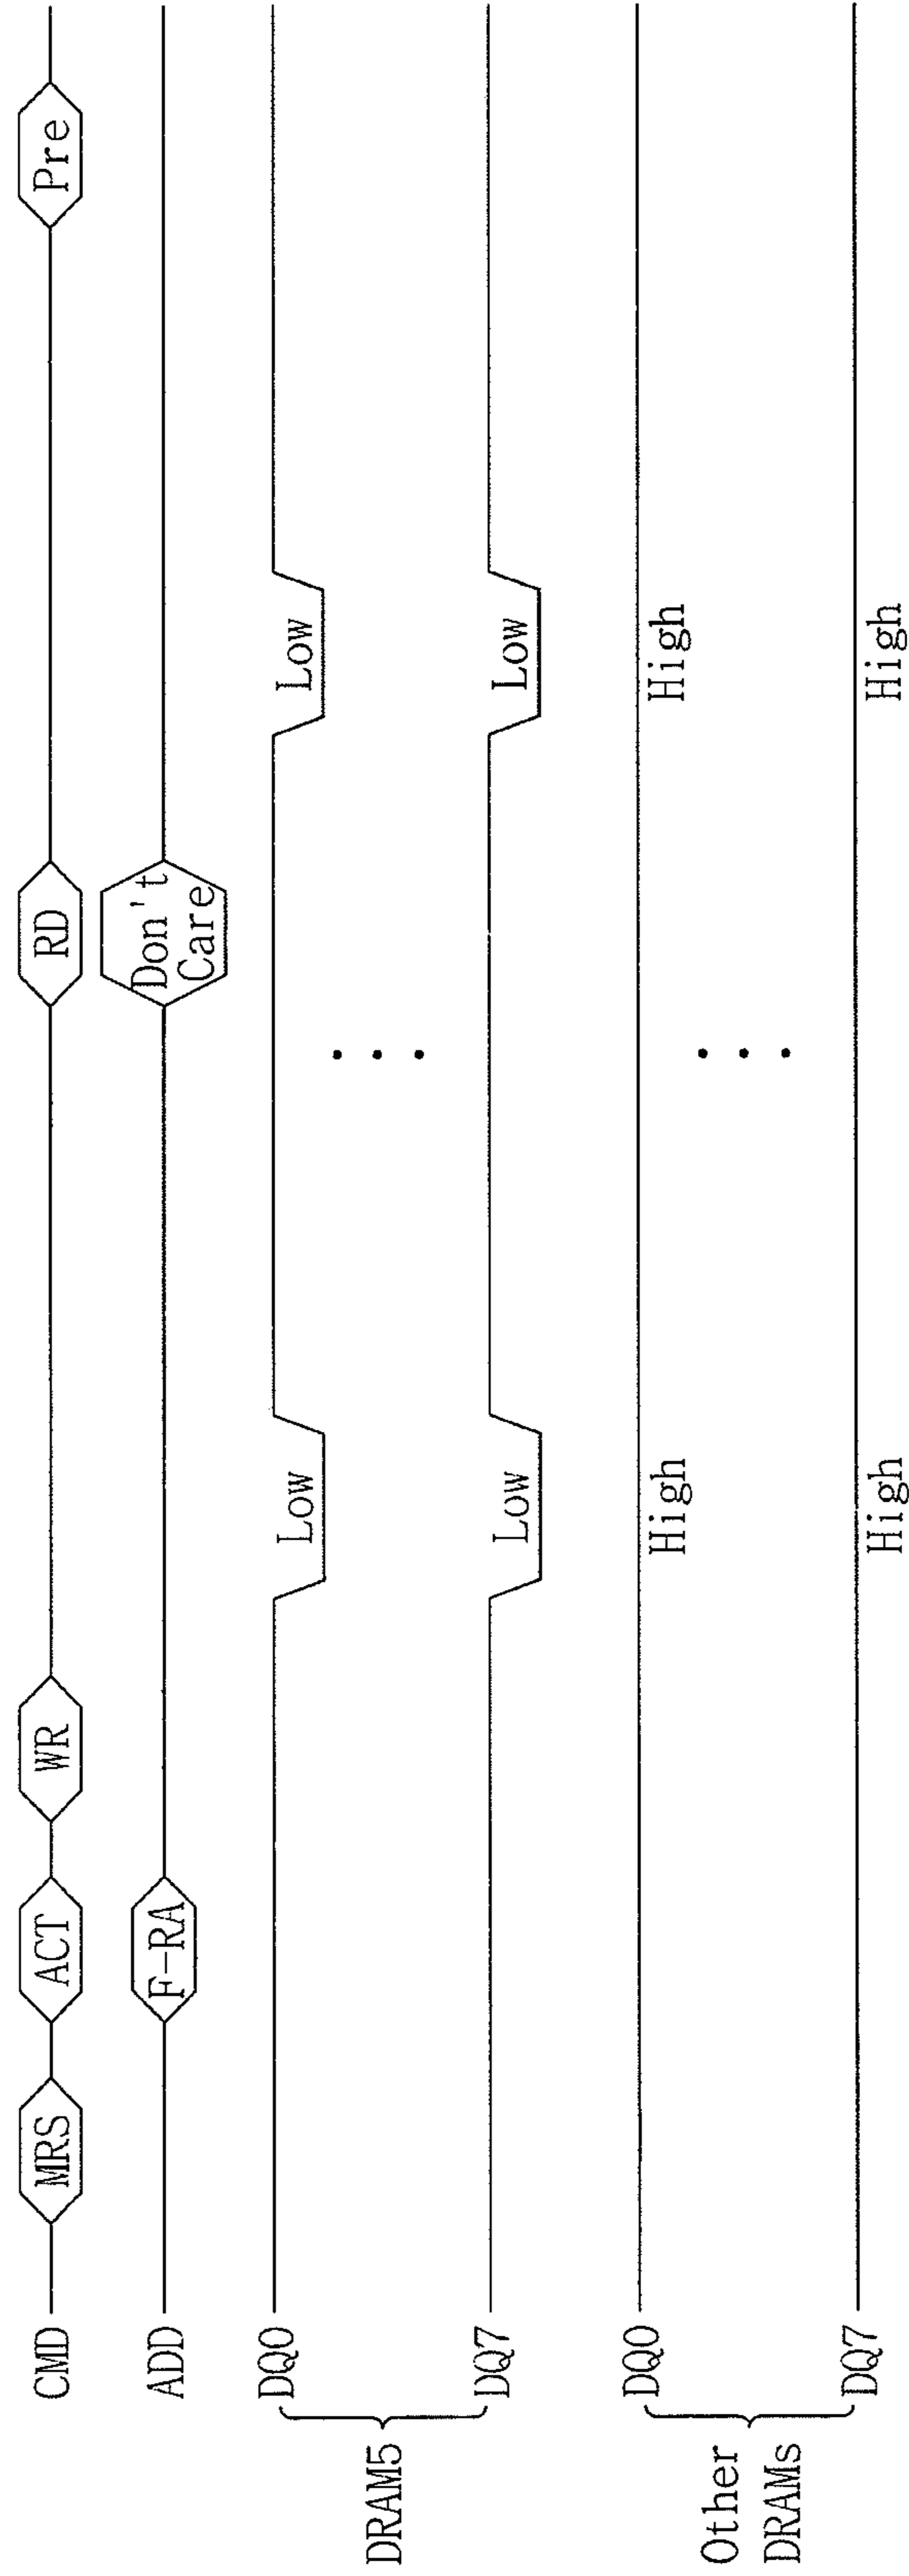 CMD MRS ACT WR RD Pre
ADD F-RA Don't
Care
DQ0 Low Low
DRAM5
DQ7 Low Low
DQ0 High High
Other
DRAMs
DQ7 High High